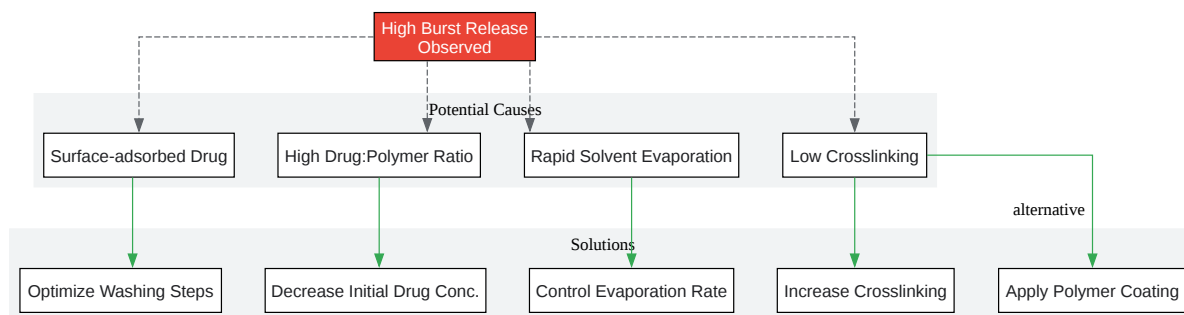 High Burst Release
Observed
Potential Causes
Surface-adsorbed Drug
High Drug:Polymer Ratio
Rapid Solvent Evaporation
Low Crosslinking
alternative
Solutions
Optimize Washing Steps
Decrease Initial Drug Conc.
Control Evaporation Rate
Increase Crosslinking
Apply Polymer Coating